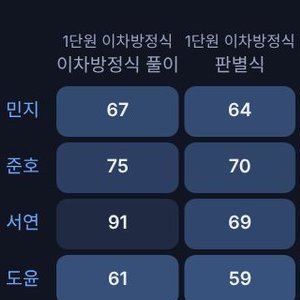 1단원 이차방정식 1단원 이차방정식
이차방정식 풀이 판별식
민지 67 64
준호 75 70
서연 91 69
도윤 61 59